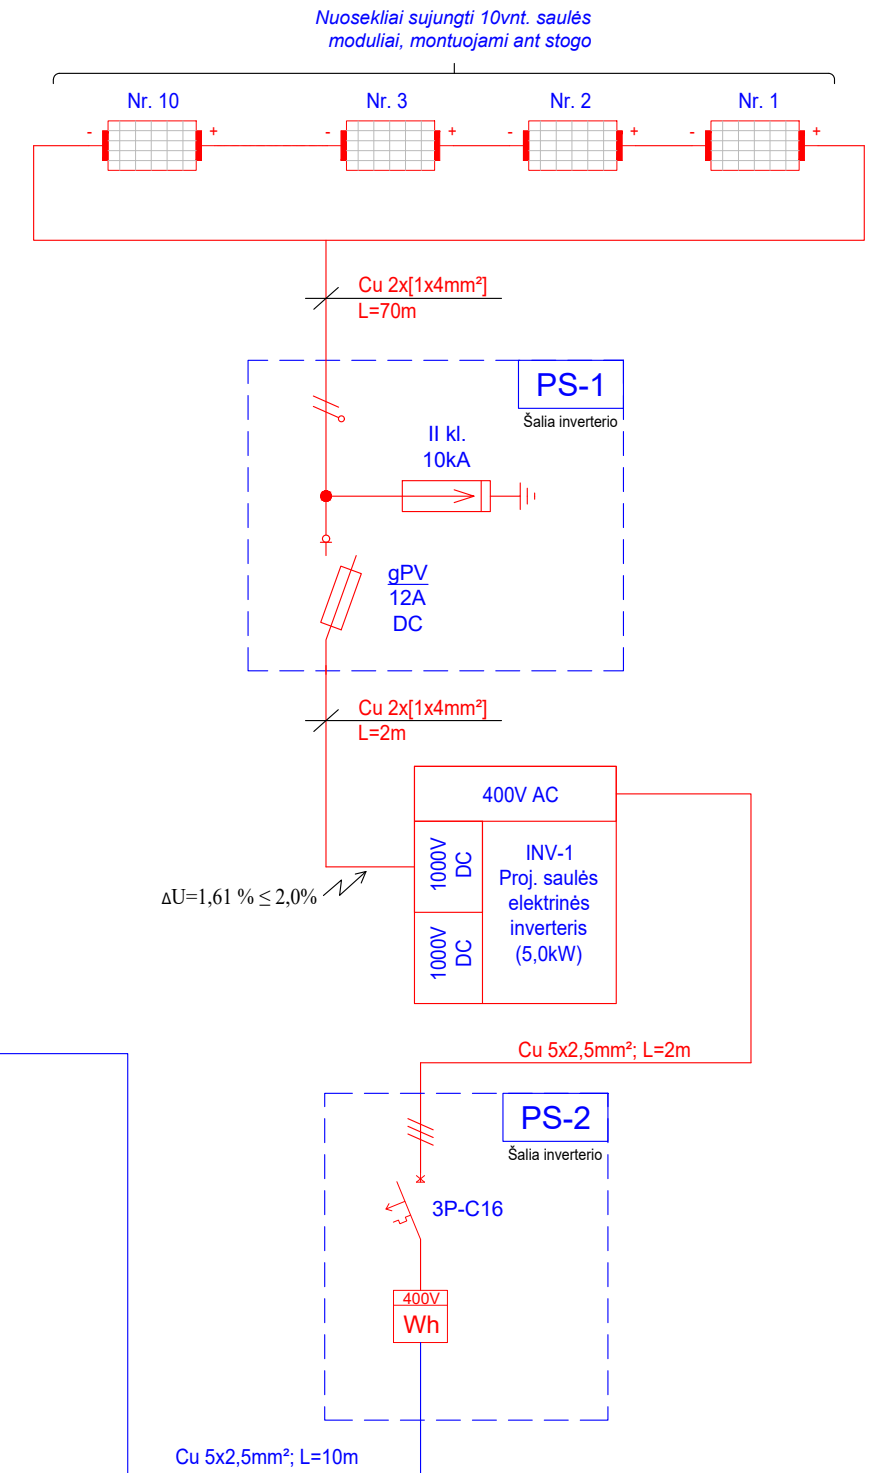 Nuosekliai sujungti 10vnt. saulės
moduliai, montuojami ant stogo
Nr. 10
Nr. 3
Nr. 2
Nr. 1
- + - + - + - +
Cu 2x[1x4mm²]
L=70m
PS-1
Šalia inverterio
II kl.
10kA
gPV
12A
DC
Cu 2x[1x4mm²]
L=2m
400V AC
1000V
DC
INV-1
Proj. saulės
elektrinės
inverteris
(5,0kW)
1000V
DC
ΔU=1,61 % ≤ 2,0%
Cu 5x2,5mm²; L=2m
PS-2
Šalia inverterio
3P-C16
400V
Wh
Cu 5x2,5mm²; L=10m